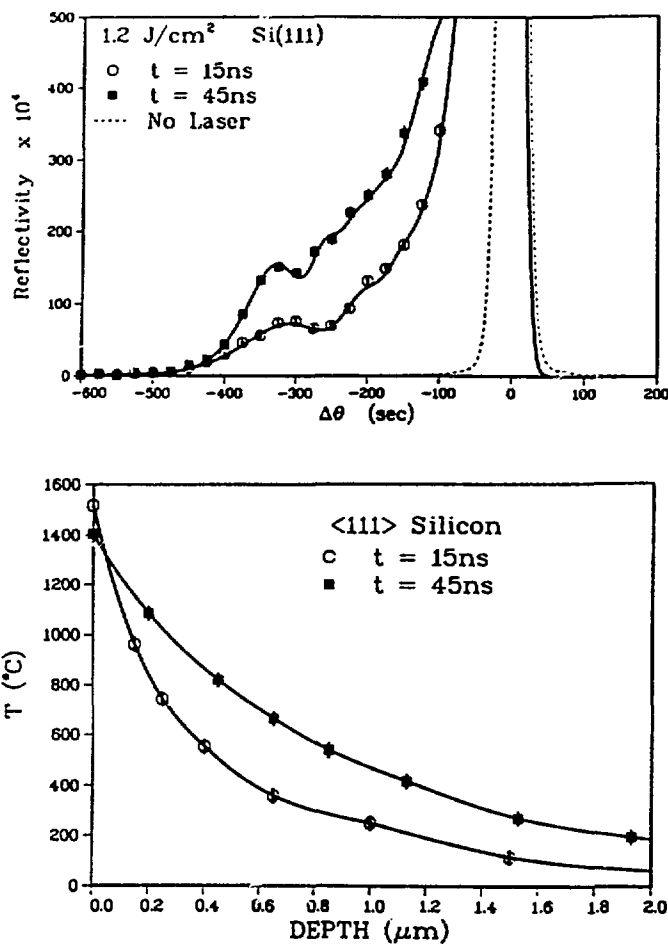 500
400
300
200
100
0
Reflectivity × 10⁴
1.2 J/cm² Si(111)
t = 15ns
t = 45ns
No Laser
-600 -500 -400 -300 -200 -100 0 100 200
Δθ (sec)
1600
1400
1200
1000
800
600
400
200
0
T (°C)
<111> Silicon
t = 15ns
t = 45ns
0.0 0.2 0.4 0.6 0.8 1.0 1.2 1.4 1.6 1.8 2.0
DEPTH (μm)